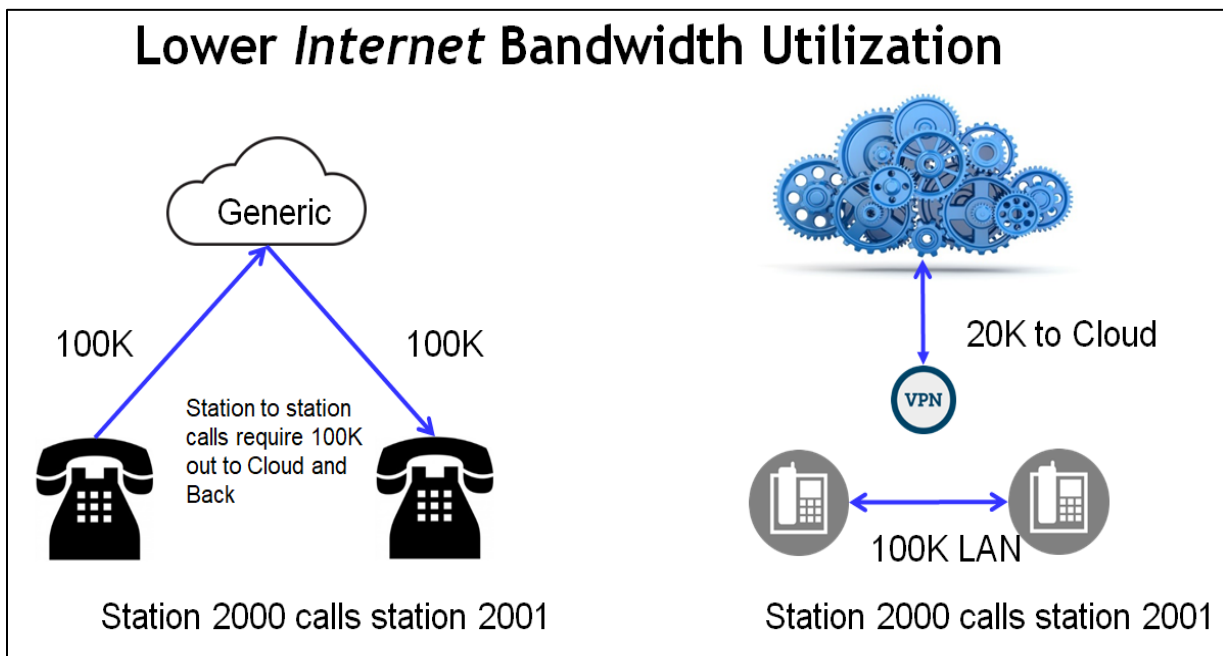 Lower Internet Bandwidth Utilization
Generic
100K
100K
Station to station
calls require 100K
out to Cloud and
Back
Station 2000 calls station 2001
20K to Cloud
VPN
100K LAN
Station 2000 calls station 2001